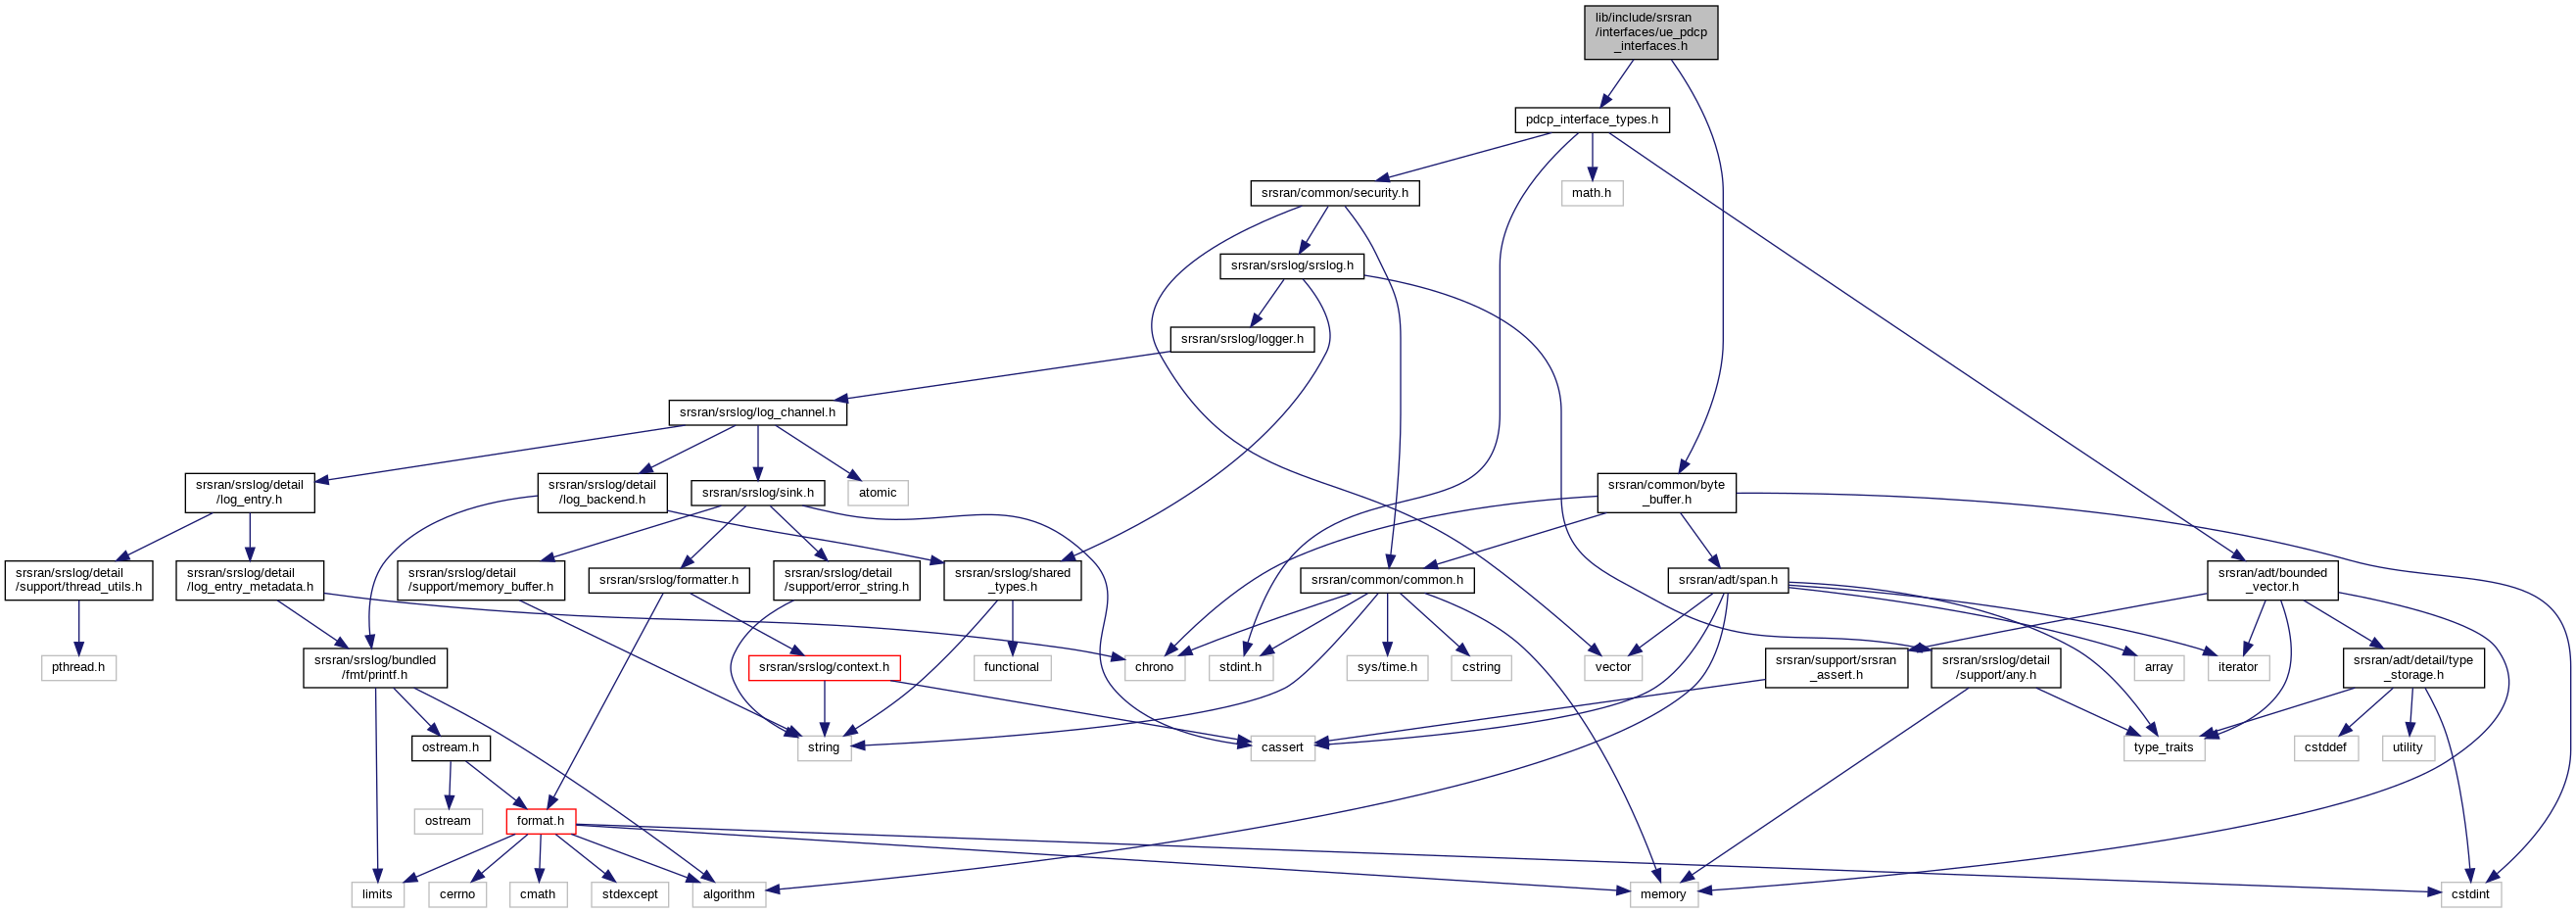 lib/include/srsran
/interfaces/ue_pdcp
_interfaces.h
pdcp_interface_types.h
srsran/common/security.h
math.h
srsran/srslog/srslog.h
srsran/srslog/logger.h
srsran/srslog/log_channel.h
srsran/srslog/detail
/log_entry.h
srsran/srslog/detail
/log_backend.h
srsran/srslog/sink.h
atomic
srsran/common/byte
_buffer.h
srsran/srslog/detail
/support/thread_utils.h
srsran/srslog/detail
/log_entry_metadata.h
srsran/srslog/detail
/support/memory_buffer.h
srsran/srslog/formatter.h
srsran/srslog/detail
/support/error_string.h
srsran/srslog/shared
_types.h
srsran/common/common.h
srsran/adt/span.h
srsran/adt/bounded
_vector.h
pthread.h
srsran/srslog/bundled
/fmt/printf.h
srsran/srslog/context.h
functional
chrono
stdint.h
sys/time.h
cstring
vector
srsran/support/srsran
_assert.h
srsran/srslog/detail
/support/any.h
array
iterator
srsran/adt/detail/type
_storage.h
ostream.h
string
cassert
type_traits
cstddef
utility
ostream
format.h
limits
cerrno
cmath
stdexcept
algorithm
memory
cstdint